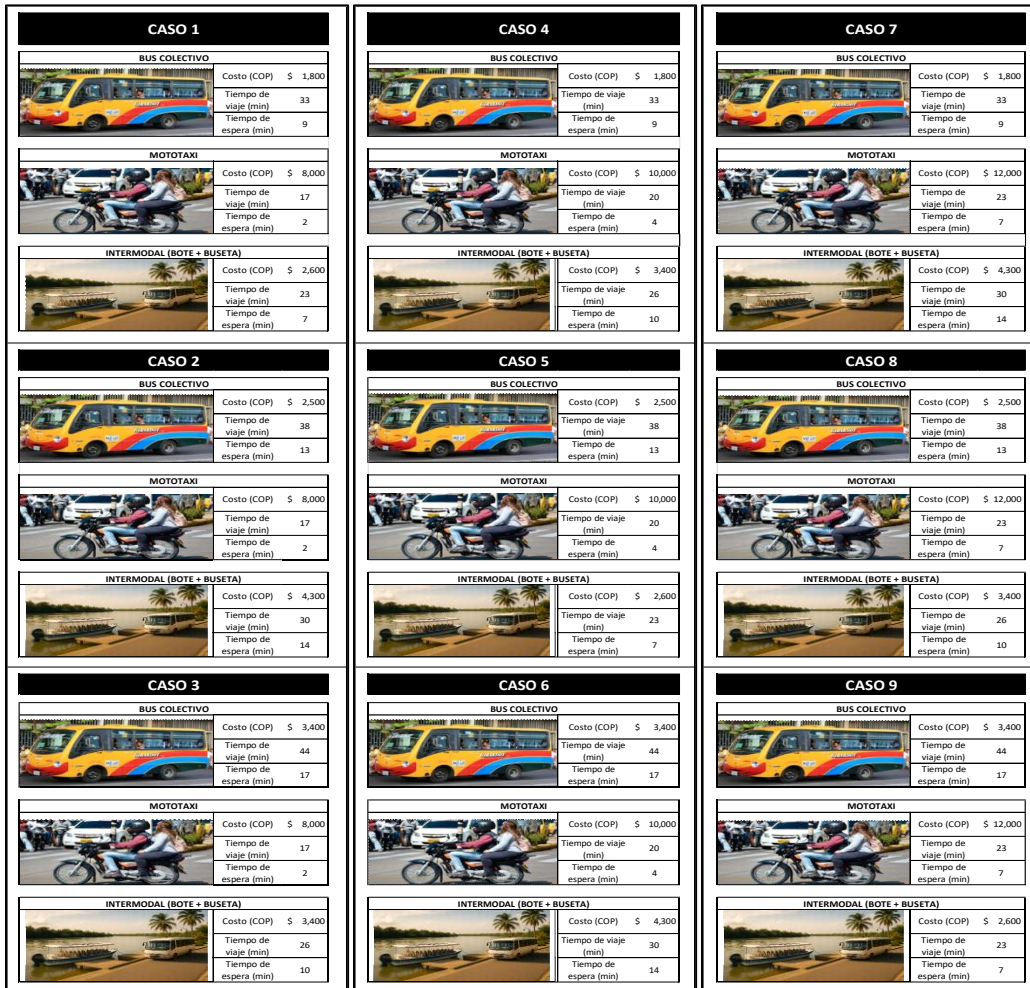 CASO 1
BUS COLECTIVO
Costo (COP) $ 1,800
Tiempo de
viaje (min) 33
Tiempo de
espera (min) 9
MOTOTAXI
Costo (COP) $ 8,000
Tiempo de
viaje (min) 17
Tiempo de
espera (min) 2
INTERMODAL (BOTE + BUSETA)
Costo (COP) $ 2,600
Tiempo de
viaje (min) 23
Tiempo de
espera (min) 7
CASO 2
BUS COLECTIVO
Costo (COP) $ 2,500
Tiempo de
viaje (min) 38
Tiempo de
espera (min) 13
MOTOTAXI
Costo (COP) $ 8,000
Tiempo de
viaje (min) 17
Tiempo de
espera (min) 2
INTERMODAL (BOTE + BUSETA)
Costo (COP) $ 4,300
Tiempo de
viaje (min) 30
Tiempo de
espera (min) 14
CASO 3
BUS COLECTIVO
Costo (COP) $ 3,400
Tiempo de
viaje (min) 44
Tiempo de
espera (min) 17
MOTOTAXI
Costo (COP) $ 8,000
Tiempo de
viaje (min) 17
Tiempo de
espera (min) 2
INTERMODAL (BOTE + BUSETA)
Costo (COP) $ 3,400
Tiempo de
viaje (min) 26
Tiempo de
espera (min) 10
CASO 4
BUS COLECTIVO
Costo (COP) $ 1,800
Tiempo de viaje
(min) 33
Tiempo de
espera (min) 9
MOTOTAXI
Costo (COP) $ 10,000
Tiempo de viaje
(min) 20
Tiempo de
espera (min) 4
INTERMODAL (BOTE + BUSETA)
Costo (COP) $ 3,400
Tiempo de viaje
(min) 26
Tiempo de
espera (min) 10
CASO 5
BUS COLECTIVO
Costo (COP) $ 2,500
Tiempo de viaje
(min) 38
Tiempo de
espera (min) 13
MOTOTAXI
Costo (COP) $ 10,000
Tiempo de viaje
(min) 20
Tiempo de
espera (min) 4
INTERMODAL (BOTE + BUSETA)
Costo (COP) $ 2,600
Tiempo de viaje
(min) 23
Tiempo de
espera (min) 7
CASO 6
BUS COLECTIVO
Costo (COP) $ 3,400
Tiempo de viaje
(min) 44
Tiempo de
espera (min) 17
MOTOTAXI
Costo (COP) $ 10,000
Tiempo de viaje
(min) 20
Tiempo de
espera (min) 4
INTERMODAL (BOTE + BUSETA)
Costo (COP) $ 4,300
Tiempo de viaje
(min) 30
Tiempo de
espera (min) 14
CASO 7
BUS COLECTIVO
Costo (COP) $ 1,800
Tiempo de
viaje (min) 33
Tiempo de
espera (min) 9
MOTOTAXI
Costo (COP) $ 12,000
Tiempo de
viaje (min) 23
Tiempo de
espera (min) 7
INTERMODAL (BOTE + BUSETA)
Costo (COP) $ 4,300
Tiempo de
viaje (min) 30
Tiempo de
espera (min) 14
CASO 8
BUS COLECTIVO
Costo (COP) $ 2,500
Tiempo de
viaje (min) 38
Tiempo de
espera (min) 13
MOTOTAXI
Costo (COP) $ 12,000
Tiempo de
viaje (min) 23
Tiempo de
espera (min) 7
INTERMODAL (BOTE + BUSETA)
Costo (COP) $ 3,400
Tiempo de
viaje (min) 26
Tiempo de
espera (min) 10
CASO 9
BUS COLECTIVO
Costo (COP) $ 3,400
Tiempo de
viaje (min) 44
Tiempo de
espera (min) 17
MOTOTAXI
Costo (COP) $ 12,000
Tiempo de
viaje (min) 23
Tiempo de
espera (min) 7
INTERMODAL (BOTE + BUSETA)
Costo (COP) $ 2,600
Tiempo de
viaje (min) 23
Tiempo de
espera (min) 7